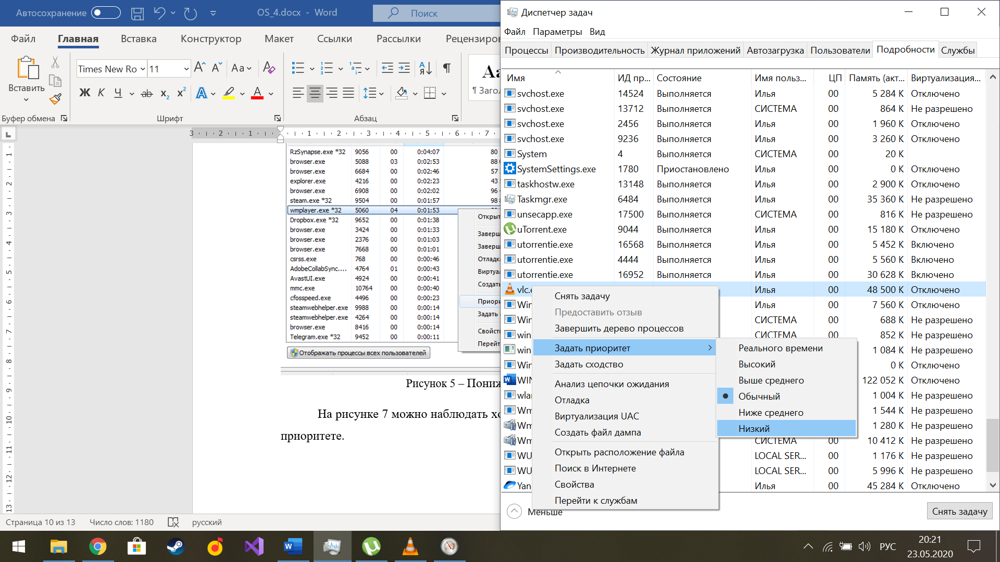 Автосохранение
OS_4.docx - Word
Поиск
Файл
Главная
Вставка
Конструктор
Макет
Ссылки
Рассылки
Рецензиров
Вставить
Times New Ro
11
Aa
Ж К Ч ab x₂ x²
Буфер обмена
Шрифт
Абзац
¶ Загол
3 2 1 1 2 3 4 5 6 7
RzSynapse.exe *32 9056 00 0:04:07 80
browser.exe 5088 03 0:02:53 88
browser.exe 6684 00 0:02:46 57
explorer.exe 4216 00 0:02:23 43
browser.exe 6908 00 0:02:02 96
steam.exe *32 9504 00 0:01:57 98
wmplayer.exe *32 5060 04 0:01:53
Dropbox.exe *32 9652 00 0:01:38
browser.exe 3424 00 0:01:33
browser.exe 2376 00 0:01:03
browser.exe 7668 00 0:01:01
csrss.exe 768 00 0:00:46
AdobeCollabSync.... 4764 01 0:00:43
AvastUI.exe 4924 00 0:00:41
mmc.exe 10764 00 0:00:40
cfosspeed.exe 4496 00 0:00:23
steamwebhelper.exe 9988 00 0:00:14
steamwebhelper.exe 4264 00 0:00:14
browser.exe 8416 00 0:00:14
Telegram.exe *32 9452 00 0:00:11
Открыт
Заверш
Заверш
Отладк
Виртуал
Создать
Приори
Задать
Свойст
Перейт
Отображать процессы всех пользователей
Рисунок 5 – Пониж
На рисунке 7 можно наблюдать хо
приоритете.
Страница 10 из 13
Число слов: 1180
русский
Диспетчер задач
Файл Параметры Вид
Процессы Производительность Журнал приложений Автозагрузка Пользователи Подробности Службы
Имя ИД пр... Состояние Имя польз... ЦП Память (акт... Виртуализация...
svchost.exe 14524 Выполняется Илья 00 5 284 K Отключено
svchost.exe 13712 Выполняется СИСТЕМА 00 864 K Не разрешено
svchost.exe 2456 Выполняется Илья 00 1 960 K Отключено
svchost.exe 9236 Выполняется Илья 00 3 260 K Отключено
System 4 Выполняется СИСТЕМА 00 20 K
SystemSettings.exe 1780 Приостановлено Илья 00 0 K Отключено
taskhostw.exe 13148 Выполняется Илья 00 2 900 K Отключено
Taskmgr.exe 6484 Выполняется Илья 00 35 360 K Не разрешено
unsecapp.exe 17500 Выполняется СИСТЕМА 00 816 K Не разрешено
uTorrent.exe 9044 Выполняется Илья 00 15 180 K Отключено
utorrentie.exe 16568 Выполняется Илья 00 5 452 K Включено
utorrentie.exe 4444 Выполняется Илья 00 5 560 K Включено
utorrentie.exe 16952 Выполняется Илья 00 30 628 K Включено
vlc.e Илья 00 48 500 K Отключено
Win Илья 00 7 560 K Отключено
Win СИСТЕМА 00 688 K Не разрешено
win СИСТЕМА 00 852 K Не разрешено
win 1 084 K Не разрешено
Win 0 K Отключено
WIN 122 052 K Отключено
wlan 1 004 K Не разрешено
Wm 1 544 K Не разрешено
Wm 1 280 K Не разрешено
Wm СИСТЕМА 00 10 412 K Не разрешено
WU LOCAL SER... 00 1 176 K Не разрешено
WU LOCAL SER... 00 5 996 K Не разрешено
Yan Илья 00 45 284 K Отключено
Снять задачу
Предоставить отзыв
Завершить дерево процессов
Задать приоритет
Задать сходство
Анализ цепочки ожидания
Отладка
Виртуализация UAC
Создать файл дампа
Открыть расположение файла
Поиск в Интернете
Свойства
Перейти к службам
Реального времени
Высокий
Выше среднего
Обычный
Ниже среднего
Низкий
Меньше
Снять задачу
РУС
20:21
23.05.2020